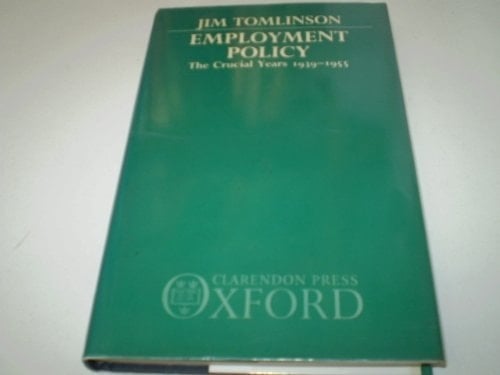 JIM TOMLINSON
EMPLOYMENT
POLICY
The Crucial Years 1939–1955
CLARENDON PRESS
OXFORD